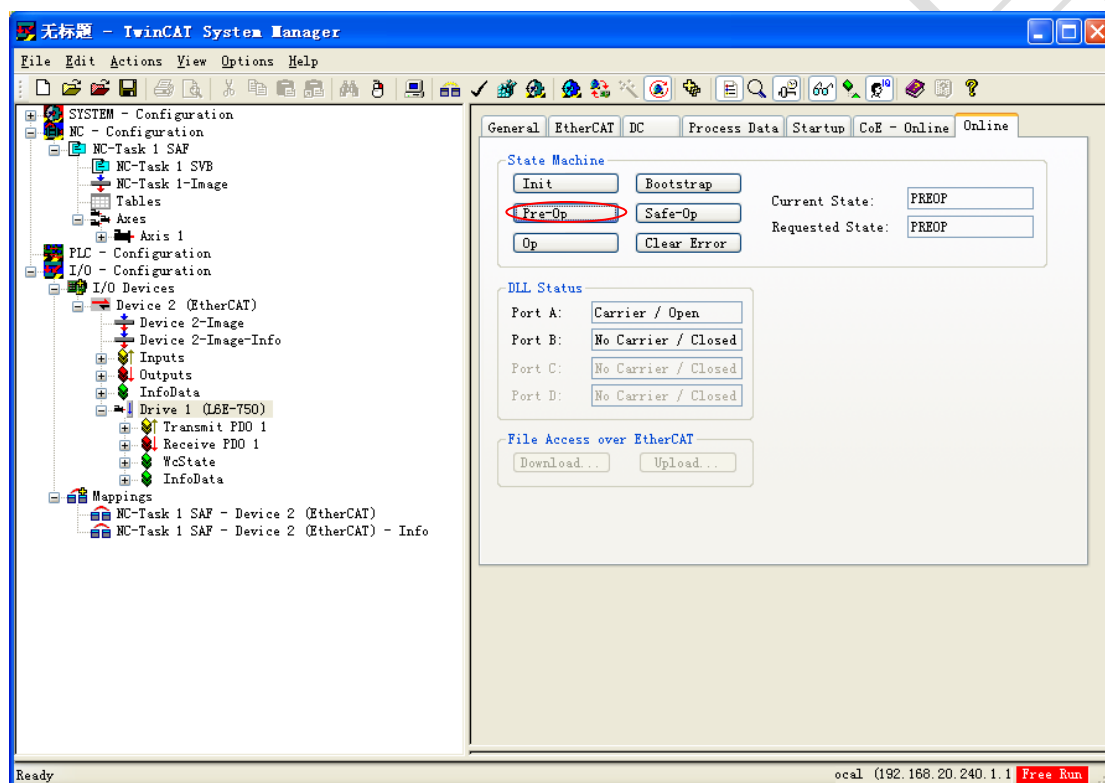 无标题 - TwinCAT System Manager
File Edit Actions View Options Help
SYSTEM - Configuration
NC - Configuration
NC-Task 1 SAF
NC-Task 1 SVB
NC-Task 1-Image
Tables
Axes
Axis 1
PLC - Configuration
I/O - Configuration
I/O Devices
Device 2 (EtherCAT)
Device 2-Image
Device 2-Image-Info
Inputs
Outputs
InfoData
Drive 1 (L6E-750)
Transmit PDO 1
Receive PDO 1
WcState
InfoData
Mappings
NC-Task 1 SAF - Device 2 (EtherCAT)
NC-Task 1 SAF - Device 2 (EtherCAT) - Info
General EtherCAT DC Process Data Startup CoE - Online Online
State Machine
Init Bootstrap
Pre-Op Safe-Op
Op Clear Error
Current State: PREOP
Requested State: PREOP
DLL Status
Port A: Carrier / Open
Port B: No Carrier / Closed
Port C: No Carrier / Closed
Port D: No Carrier / Closed
File Access over EtherCAT
Download... Upload...
Ready ocal (192.168.20.240.1.1 Free Run